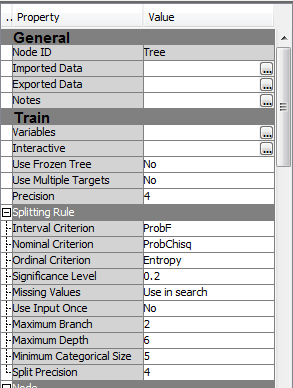 .. Property Value
General
Node ID Tree
Imported Data ...
Exported Data ...
Notes ...
Train
Variables ...
Interactive ...
Use Frozen Tree No
Use Multiple Targets No
Precision 4
Splitting Rule
Interval Criterion ProbF
Nominal Criterion ProbChisq
Ordinal Criterion Entropy
Significance Level 0.2
Missing Values Use in search
Use Input Once No
Maximum Branch 2
Maximum Depth 6
Minimum Categorical Size 5
Split Precision 4
Node